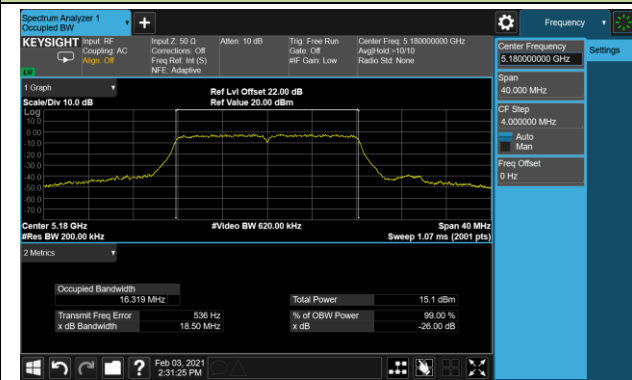 Spectrum Analyzer 1
Occupied BW
Frequency
KEYSIGHT
Input: RF
Coupling: AC
Align: Off
Input Z: 50 Ω
Corrections: Off
Freq Ref: Int (S)
NFE: Adaptive
Atten: 10 dB
Trig: Free Run
Gate: Off
#IF Gain: Low
Center Freq: 5.180000000 GHz
Avg|Hold >10/10
Radio Std: None
Center Frequency
5.180000000 GHz
Settings
Span
40.000 MHz
CF Step
4.000000 MHz
Auto
Man
Freq Offset
0 Hz
1 Graph
Scale/Div 10.0 dB
Ref Lvl Offset 22.00 dB
Ref Value 20.00 dBm
Log
10.0
0.00
-10.0
-20.0
-30.0
-40.0
-50.0
-60.0
-70.0
Center 5.18 GHz
#Video BW 620.00 kHz
Span 40 MHz
#Res BW 200.00 kHz
Sweep 1.07 ms (2001 pts)
2 Metrics
Occupied Bandwidth
16.319 MHz
Total Power 15.1 dBm
Transmit Freq Error 536 Hz
% of OBW Power 99.00 %
x dB Bandwidth 18.50 MHz
x dB -26.00 dB
?
Feb 03, 2021
2:31:25 PM